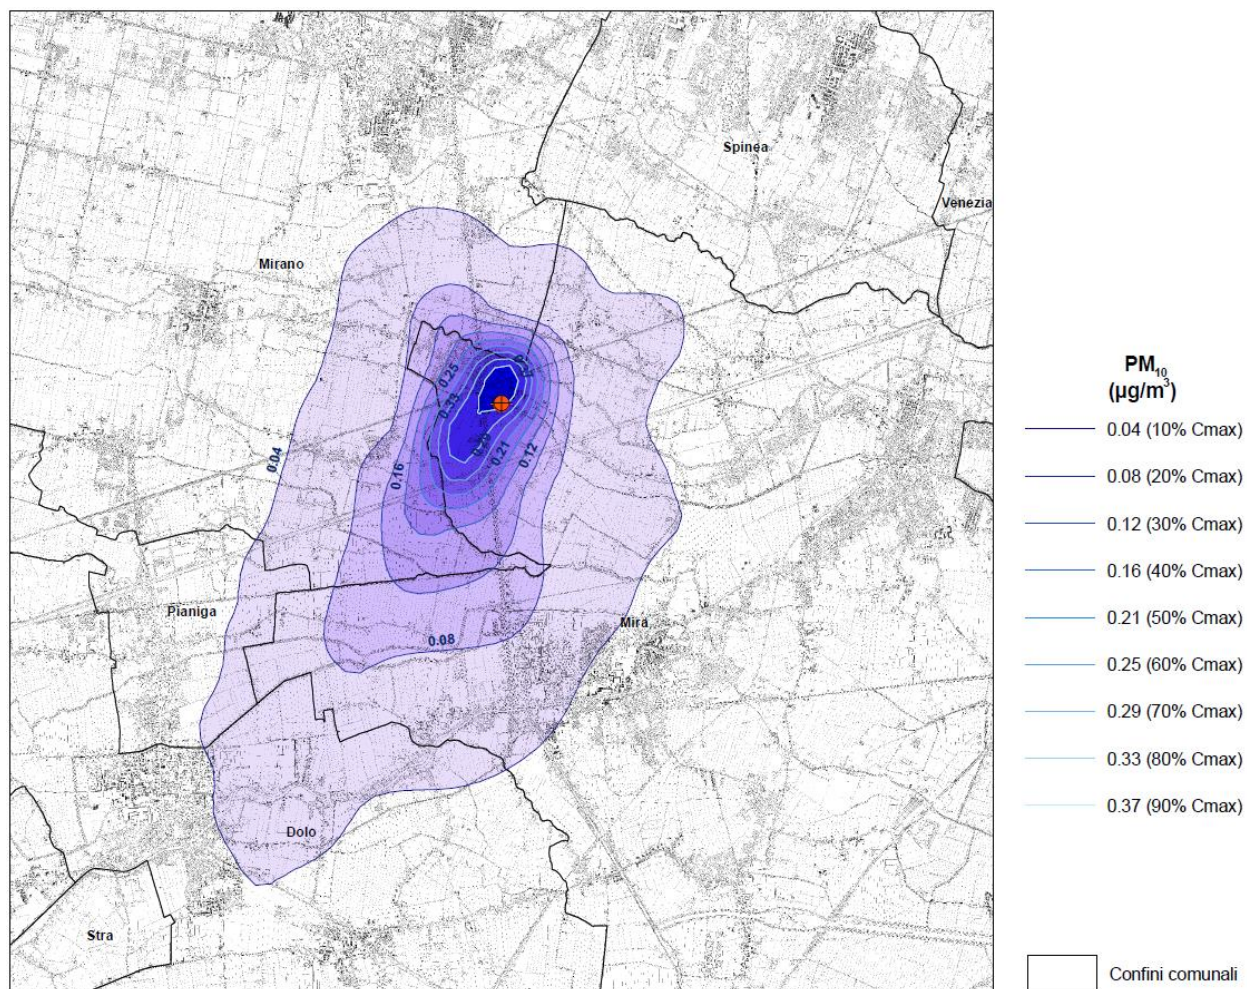 Spinea
Venezia
Mirano
0.37
0.25
0.33
0.29
0.21
0.12
0.04
0.16
Pianiga
Mira
0.08
Dolo
Stra
PM10
(µg/m3)
0.04 (10% Cmax)
0.08 (20% Cmax)
0.12 (30% Cmax)
0.16 (40% Cmax)
0.21 (50% Cmax)
0.25 (60% Cmax)
0.29 (70% Cmax)
0.33 (80% Cmax)
0.37 (90% Cmax)
Confini comunali